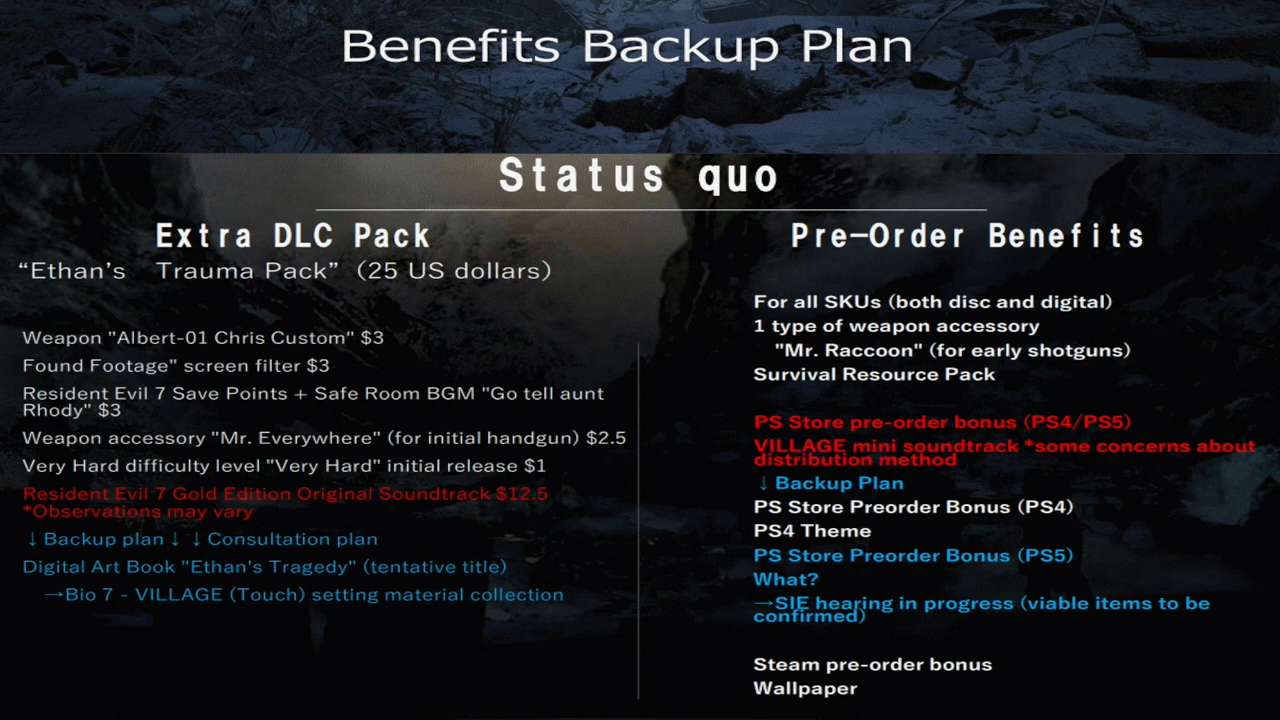 Benefits Backup Plan
Status quo
Extra DLC Pack
“Ethan’s Trauma Pack” (25 US dollars)
Weapon "Albert-01 Chris Custom" $3
Found Footage" screen filter $3
Resident Evil 7 Save Points + Safe Room BGM "Go tell aunt
Rhody" $3
Weapon accessory "Mr. Everywhere" (for initial handgun) $2.5
Very Hard difficulty level "Very Hard" initial release $1
Resident Evil 7 Gold Edition Original Soundtrack $12.5
*Observations may vary
↓Backup plan↓ ↓Consultation plan
Digital Art Book "Ethan's Tragedy" (tentative title)
→Bio 7 - VILLAGE (Touch) setting material collection
Pre-Order Benefits
For all SKUs (both disc and digital)
1 type of weapon accessory
"Mr. Raccoon" (for early shotguns)
Survival Resource Pack
PS Store pre-order bonus (PS4/PS5)
VILLAGE mini soundtrack *some concerns about
distribution method
↓Backup Plan
PS Store Preorder Bonus (PS4)
PS4 Theme
PS Store Preorder Bonus (PS5)
What?
→SIE hearing in progress (viable items to be
confirmed)
Steam pre-order bonus
Wallpaper